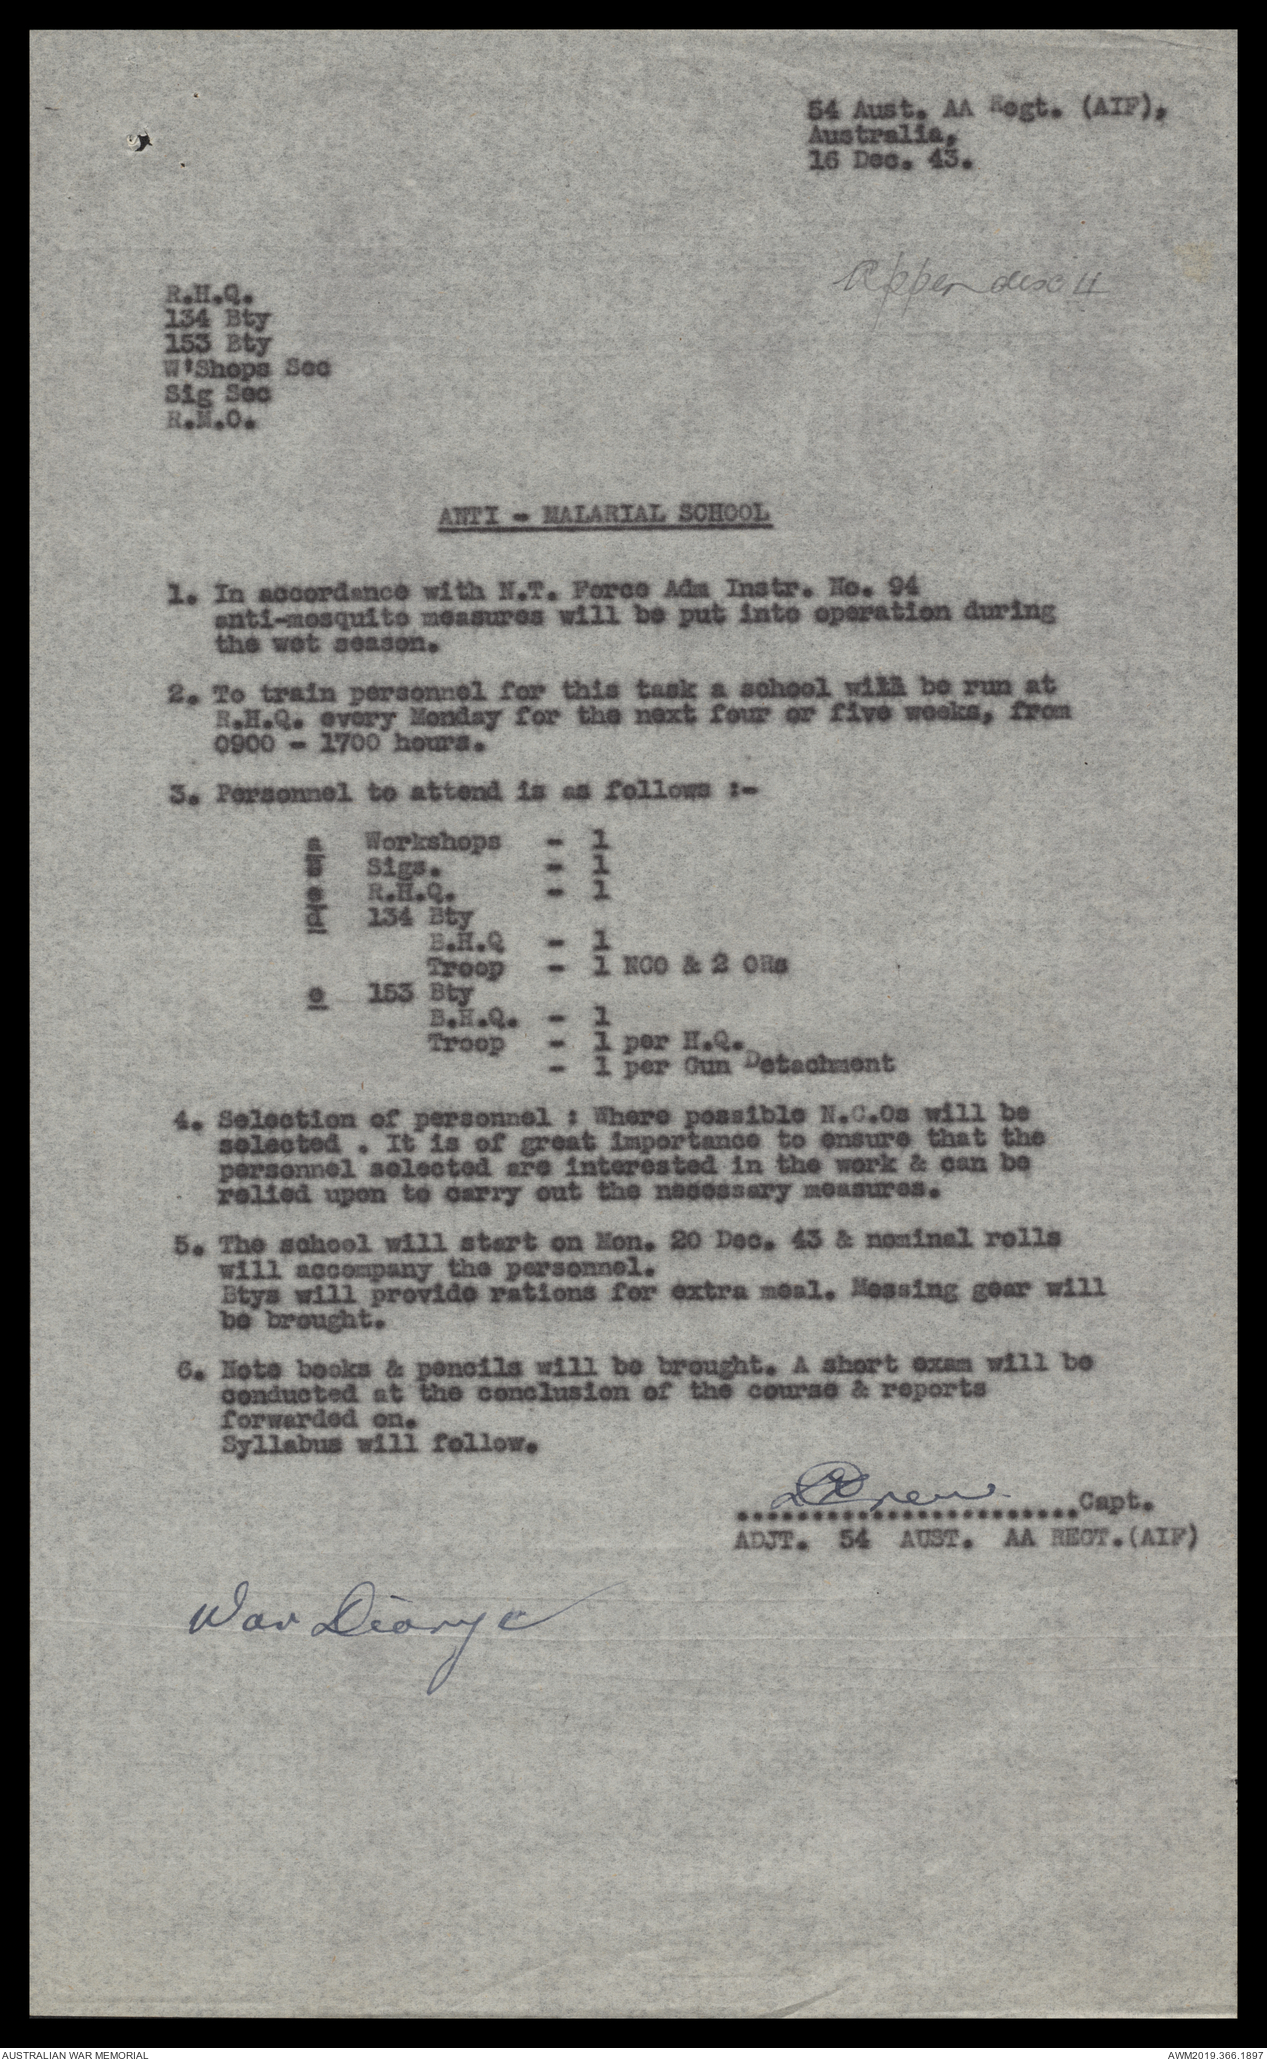 54 Aust. AA Regt. (AIF),
Australia,
16 Dec. 43.
Appendix 4
R.H.Q.
134 Bty
153 Bty
W'Shops Sec
Sig Sec
R.M.O.
ANTI - MALARIAL SCHOOL
1. In accordance with N.T. Force Adm Instr. No. 94
anti-mosquito measures will be put into operation during
the wet season.
2. To train personnel for this task a school will be run at
R.H.Q. every Monday for the next four or five weeks, from
0900 - 1700 hours.
3. Personnel to attend is as follows :-
a Workshops - 1
b Sigs. - 1
c R.H.Q. - 1
d 134 Bty
B.H.Q - 1
Troop - 1 NCO & 2 ORs
e 153 Bty
B.H.Q. - 1
Troop - 1 per H.Q.
- 1 per Gun Detachment
4. Selection of personnel : Where possible N.C.Os will be
selected . It is of great importance to ensure that the
personnel selected are interested in the work & can be
relied upon to carry out the necessary measures.
5. The school will start on Mon. 20 Dec. 43 & nominal rolls
will accompany the personnel.
Btys will provide rations for extra meal. Messing gear will
be brought.
6. Note books & pencils will be brought. A short exam will be
conducted at the conclusion of the course & reports
forwarded on.
Syllabus will follow.
.......................Capt.
ADJT. 54 AUST. AA REGT.(AIF)
War Diary
AUSTRALIAN WAR MEMORIAL
AWM2019.366.1897